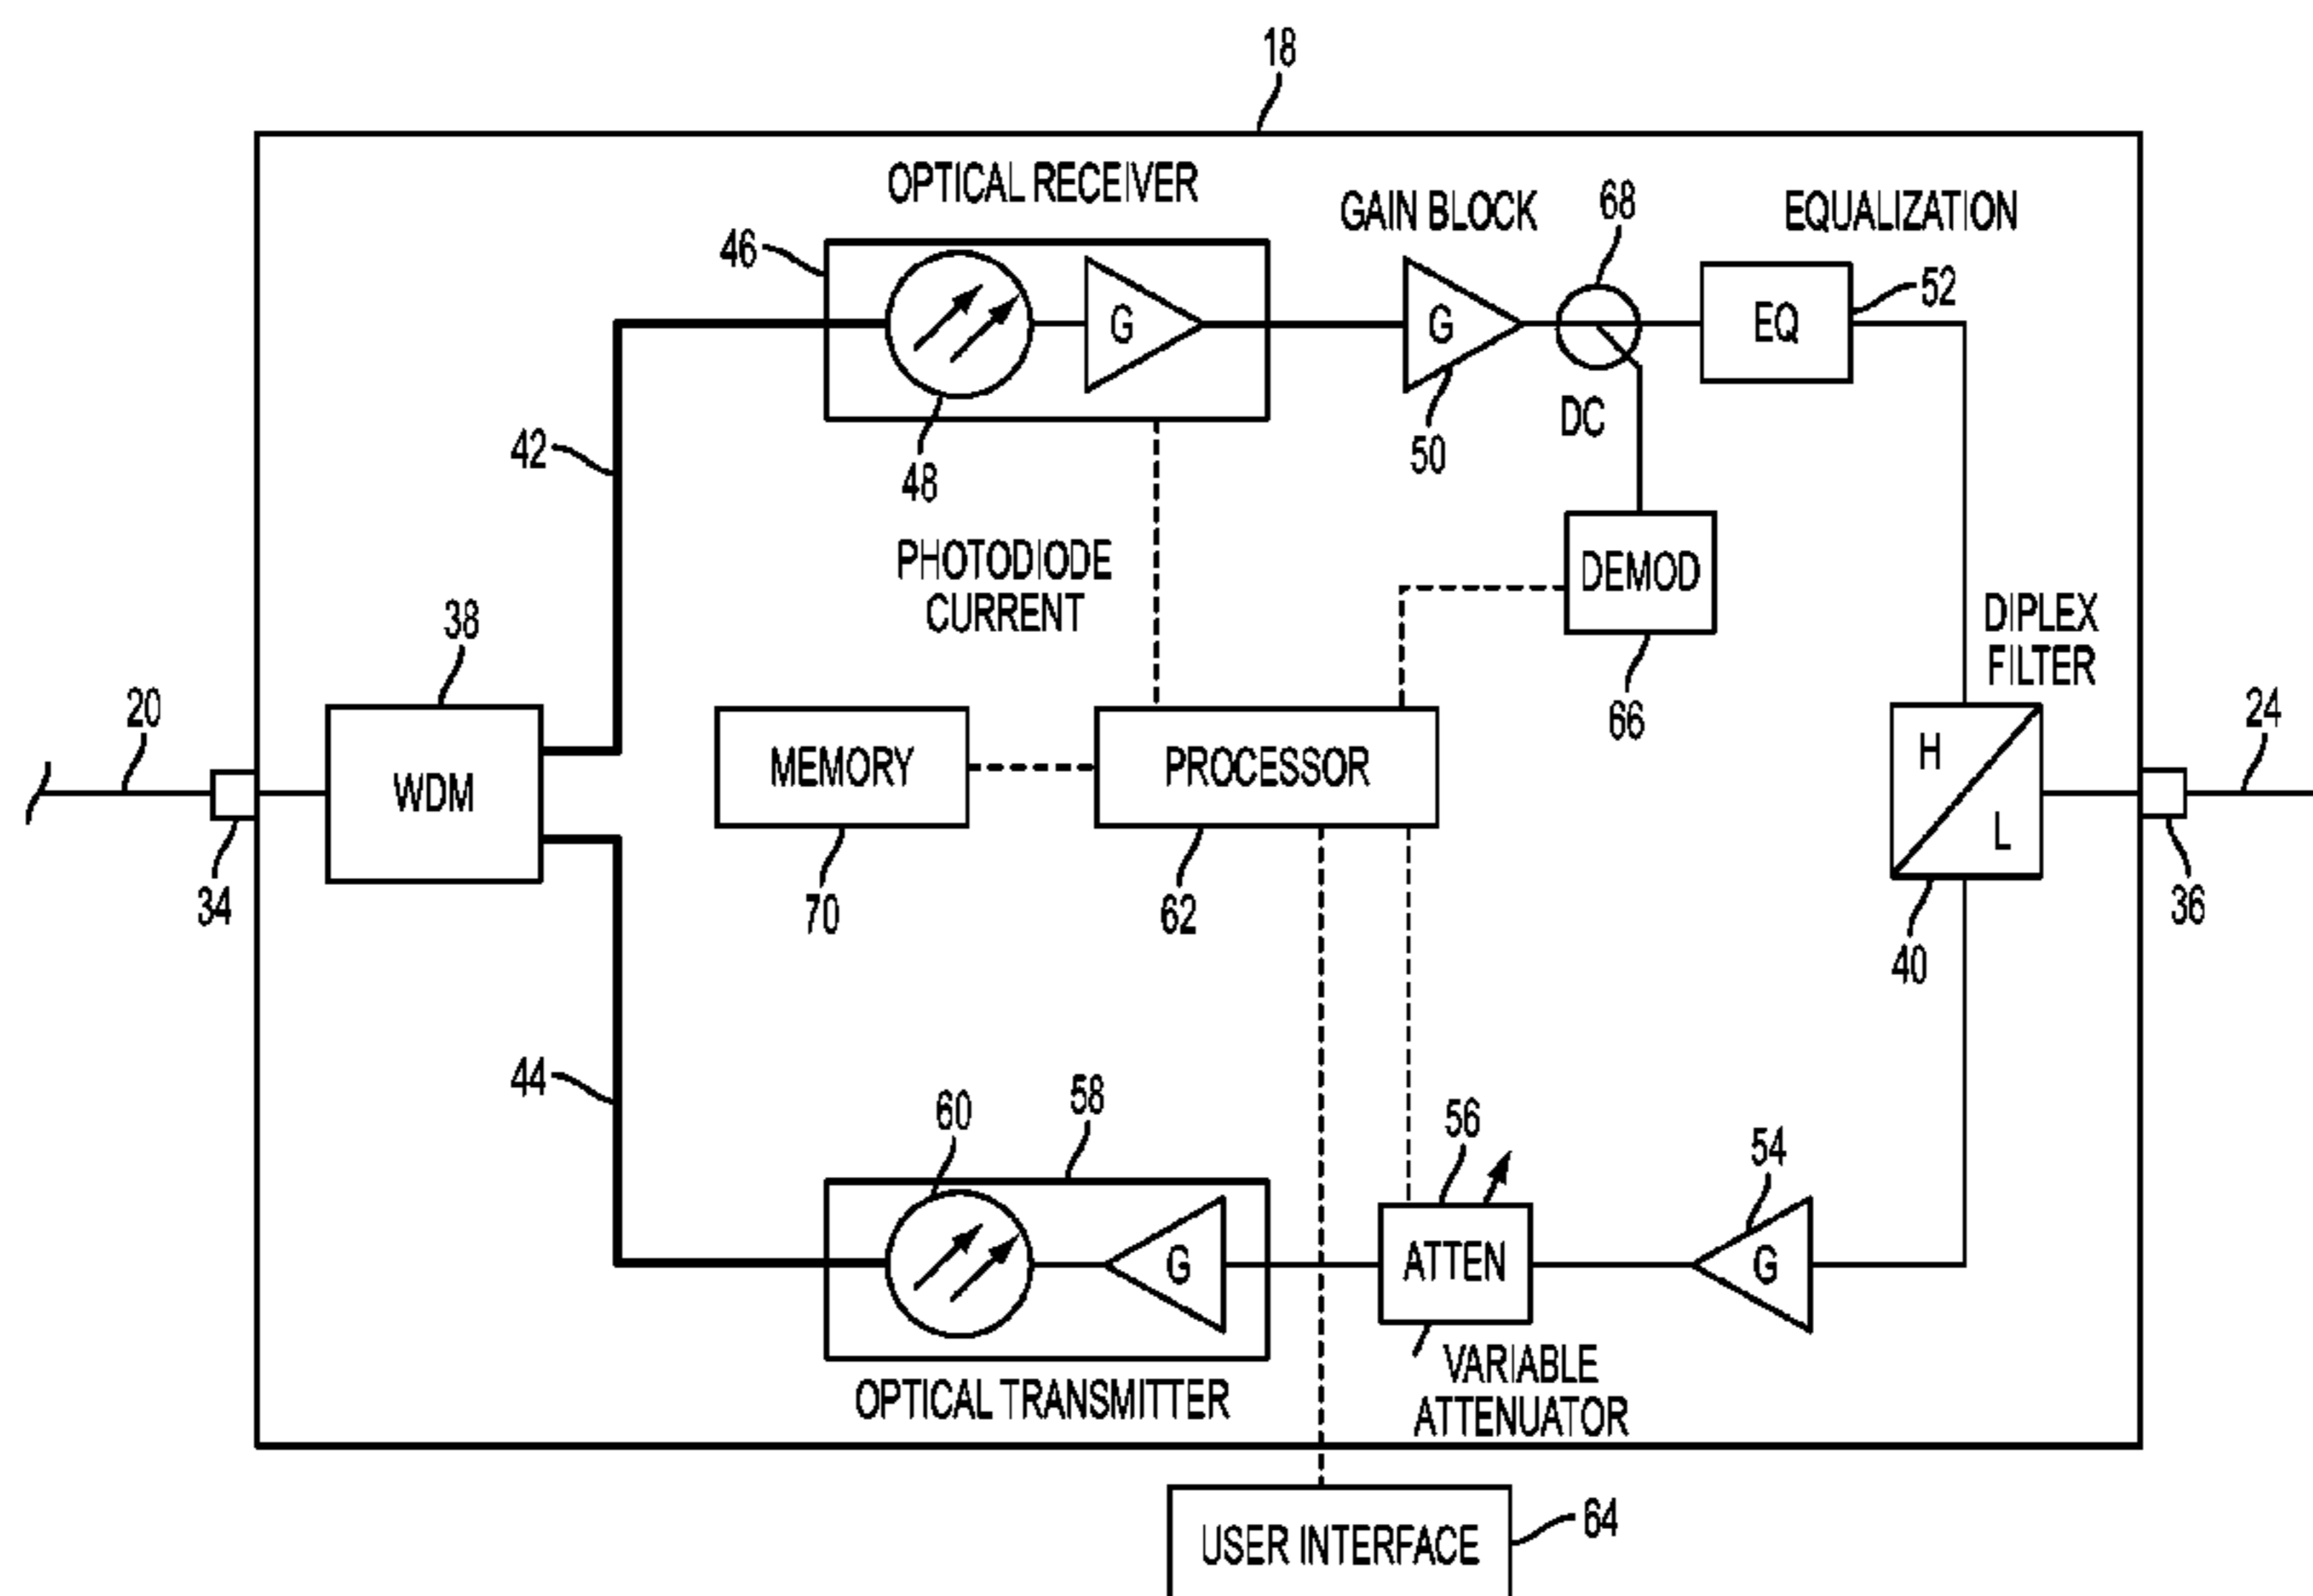 18
OPTICAL RECEIVER
GAIN BLOCK
68
EQUALIZATION
46
G
G
EQ
52
DC
42
48
50
PHOTODIODE
CURRENT
DEMOD
66
DIPLEX
FILTER
38
20
WDM
MEMORY
PROCESSOR
H
L
24
34
70
62
40
36
44
60
58
56
54
G
ATTEN
G
VARIABLE
ATTENUATOR
OPTICAL TRANSMITTER
USER INTERFACE
64